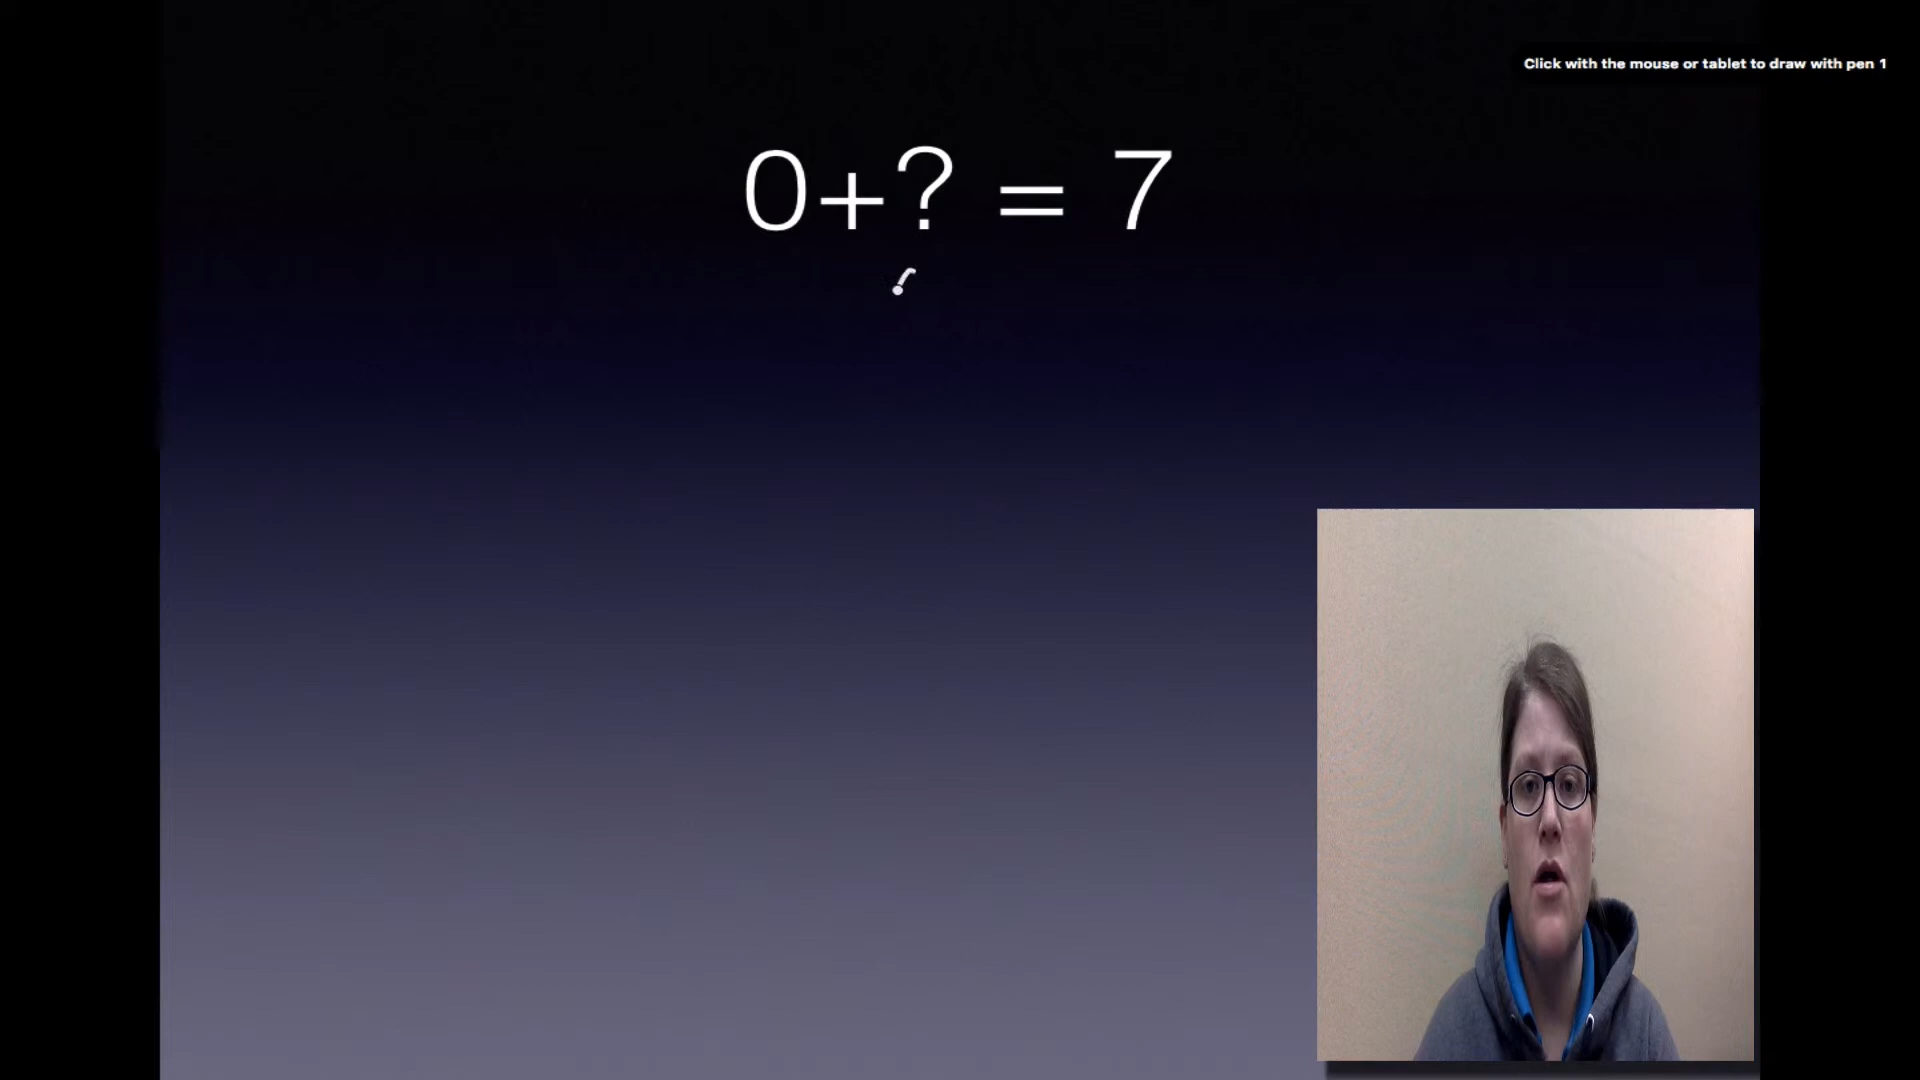 Click with the mouse or tablet to draw with pen 1
0+? = 7